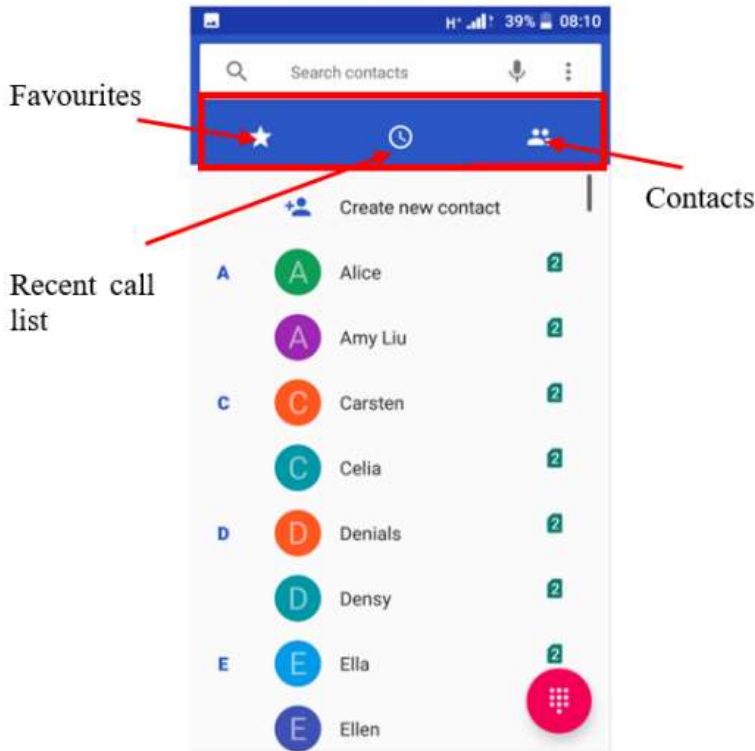 H+ 39% 08:10
Search contacts
Favourites
Contacts
Create new contact
Recent call
list
A A Alice 2
A Amy Liu 2
C C Carsten 2
C Celia 2
D D Denials 2
D Densy 2
E E Ella 2
E Ellen